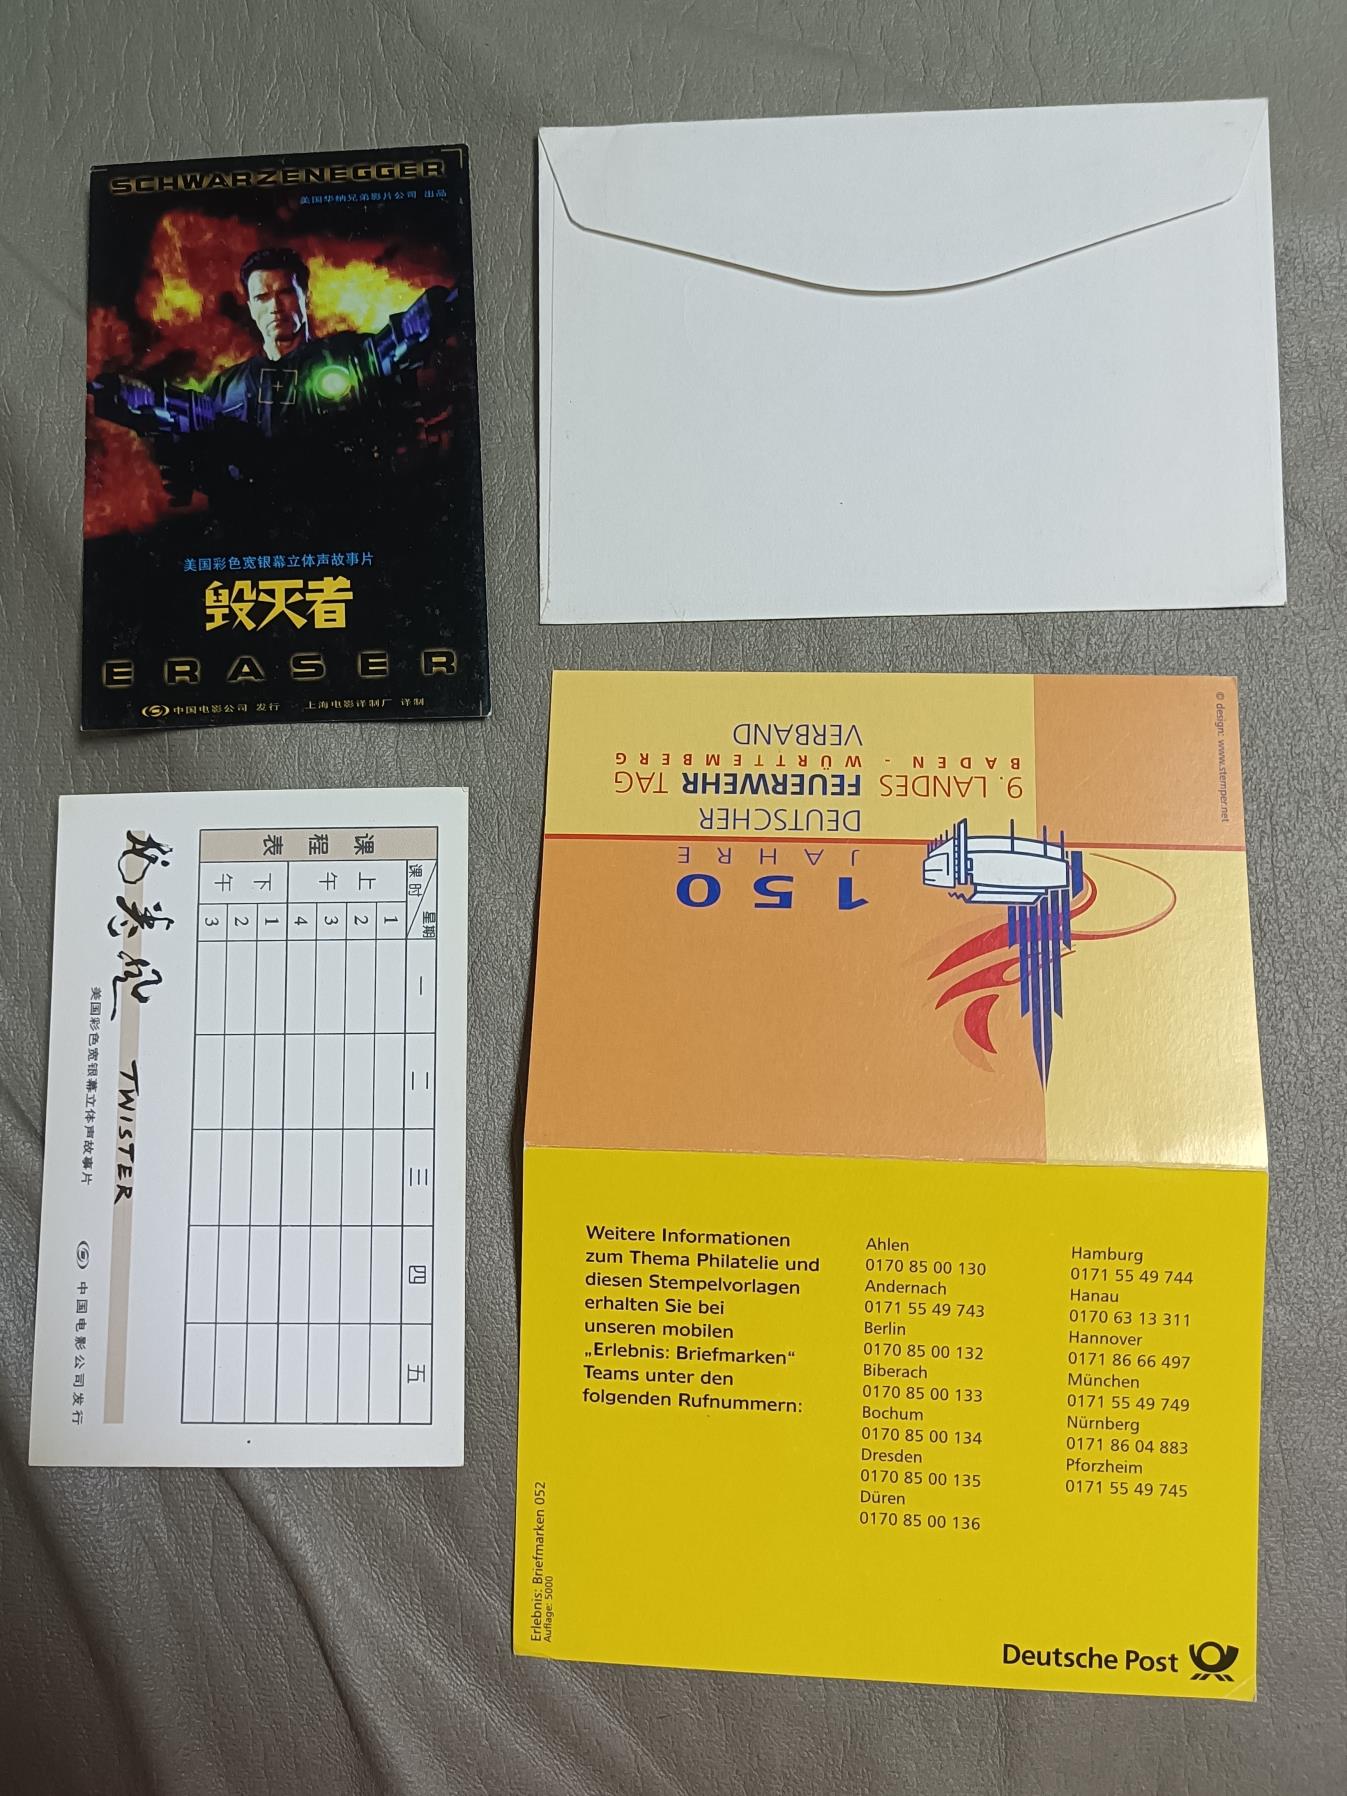 SCHWARZENEGGER
美国华纳兄弟影片公司 出品
美国彩色宽银幕立体声故事片
毁灭者
ERASER
中国电影公司 发行 上海电影译制厂 译制
课程表
课时 星期 一 二 三 四 五
上午 1
2
3
4
下午 1
2
3
龙卷风 TWISTER
美国彩色宽银幕立体声故事片 中国电影公司发行
150
JAHRE
DEUTSCHER
9. LANDESFEUERWEHRTAG
BADEN-WÜRTTEMBERG
VERBAND
© design: www.stemper.net
Weitere Informationen
zum Thema Philatelie und
diesen Stempelvorlagen
erhalten Sie bei
unseren mobilen
„Erlebnis: Briefmarken“
Teams unter den
folgenden Rufnummern:
Ahlen
0170 85 00 130
Andernach
0171 55 49 743
Berlin
0170 85 00 132
Biberach
0170 85 00 133
Bochum
0170 85 00 134
Dresden
0170 85 00 135
Düren
0170 85 00 136
Hamburg
0171 55 49 744
Hanau
0170 63 13 311
Hannover
0171 86 66 497
München
0171 55 49 749
Nürnberg
0171 86 04 883
Pforzheim
0171 55 49 745
Erlebnis: Briefmarken 052
Auflage: 5000
Deutsche Post